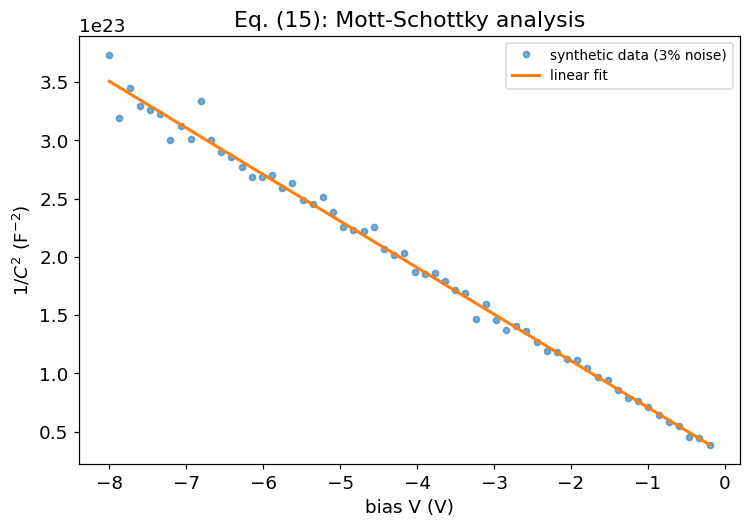 Eq. (15): Mott-Schottky analysis
1e23
synthetic data (3% noise)
linear fit
3.5
3.0
2.5
2.0
1.5
1.0
0.5
1/C² (F⁻²)
−8 −7 −6 −5 −4 −3 −2 −1 0
bias V (V)